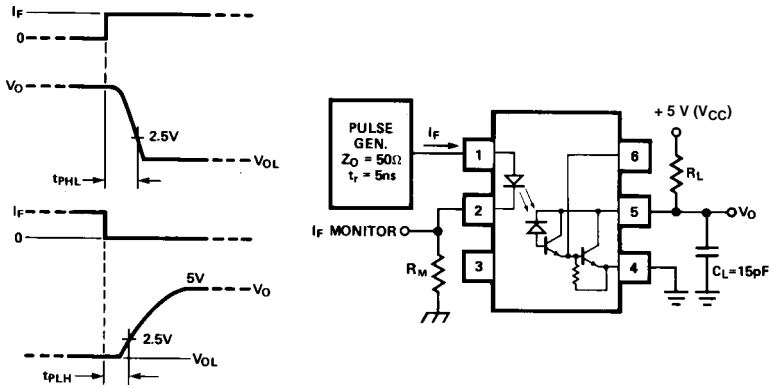 IF
0
VO
2.5V
VOL
tPHL
IF
0
5V
VO
2.5V
VOL
tPLH
PULSE
GEN.
ZO = 50Ω
tr = 5ns
IF
1
2
3
6
5
4
IF MONITOR
RM
+ 5 V (VCC)
RL
VO
CL=15pF